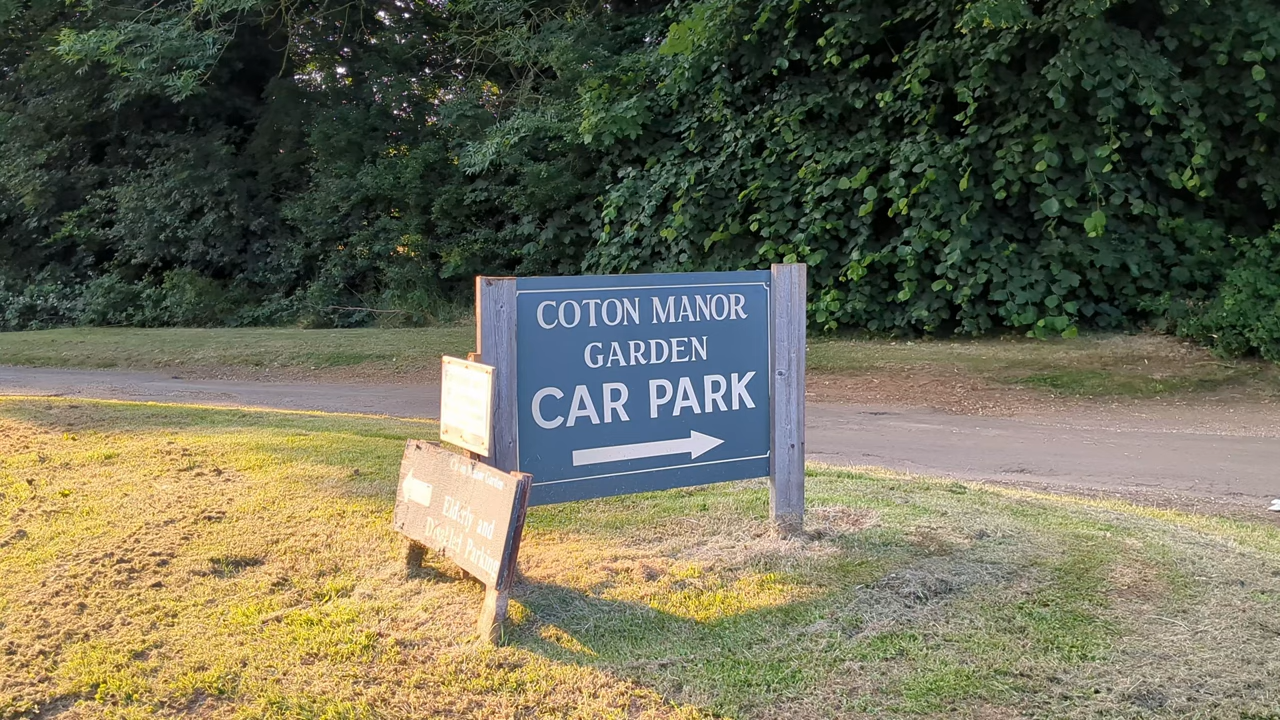 COTON MANOR
GARDEN
CAR PARK
Elderly and
Disabled Parking